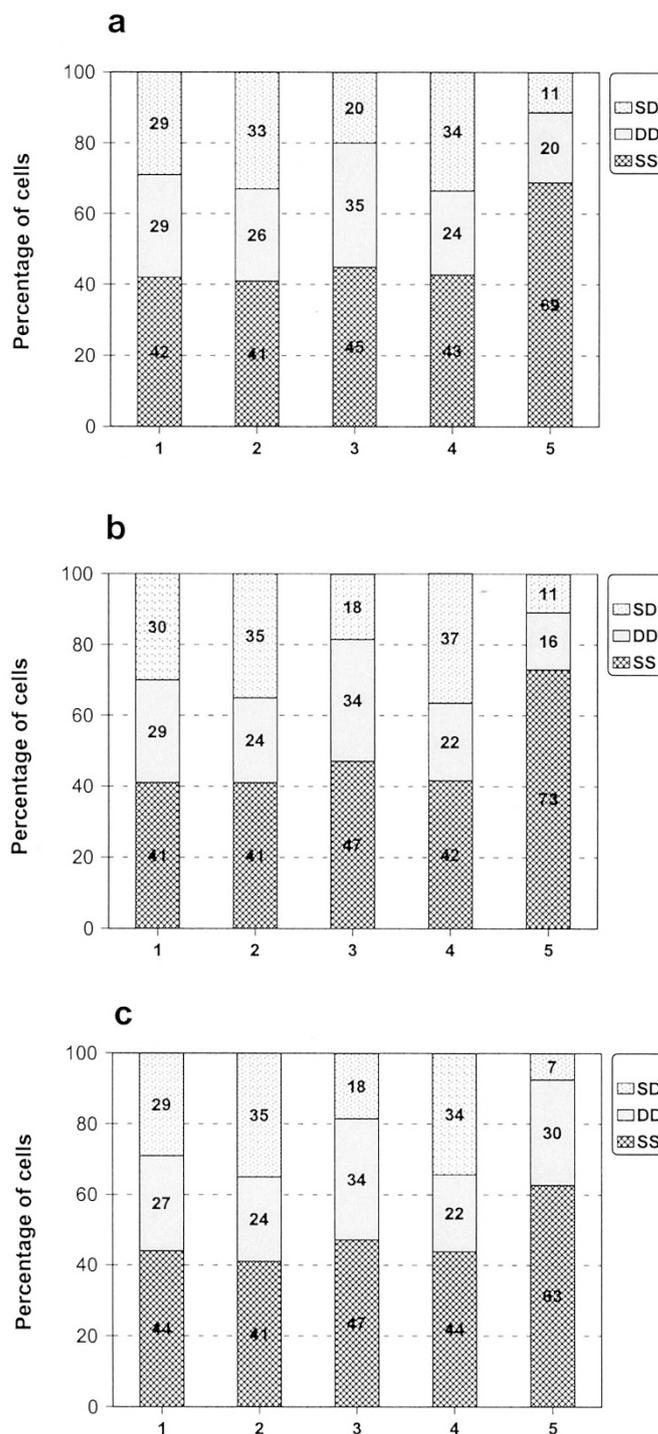 a
Percentage of cells
100
80
60
40
20
0
29 33 20 34 11
29 26 35 24 20
42 41 45 43 69
1 2 3 4 5
SD
DD
SS
b
Percentage of cells
100
80
60
40
20
0
30 35 18 37 11
29 24 34 22 16
41 41 47 42 73
1 2 3 4 5
SD
DD
SS
c
Percentage of cells
100
80
60
40
20
0
29 35 18 34 7
27 24 34 22 30
44 41 47 44 63
1 2 3 4 5
SD
DD
SS